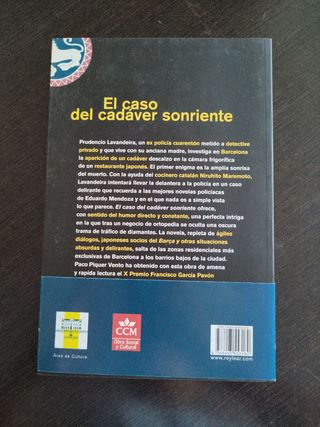 El caso
del cadáver sonriente
Prudencio Lavandeira, un ex policía cuarentón metido a detective
privado y que vive con su anciana madre, investiga en Barcelona
la aparición de un cadáver descalzo en la cámara frigorífica
de un restaurante japonés. El primer enigma es la amplia sonrisa
del muerto. Con la ayuda del cocinero catalán Niruhito Maremoto,
Lavandeira intentará llevar la delantera a la policía en un caso
delirante que recuerda a las mejores novelas policíacas
de Eduardo Mendoza y en el que nada es a simple vista
lo que parece. El caso del cadáver sonriente ofrece,
con sentido del humor directo y constante, una perfecta intriga
en la que tras un negocio de ortopedia se oculta una oscura
trama de tráfico de diamantes. La novela, repleta de ágiles
diálogos, japoneses socios del Barça y otras situaciones
absurdas y delirantes, salta de las zonas residenciales más
exclusivas de Barcelona a los barrios bajos de la ciudad.
Paco Piquer Vento ha obtenido con esta obra de amena
y rapida lectura el X Premio Francisco García Pavón
Área de Cultura
CCM
Obra Social
y Cultural
www.reylear.com